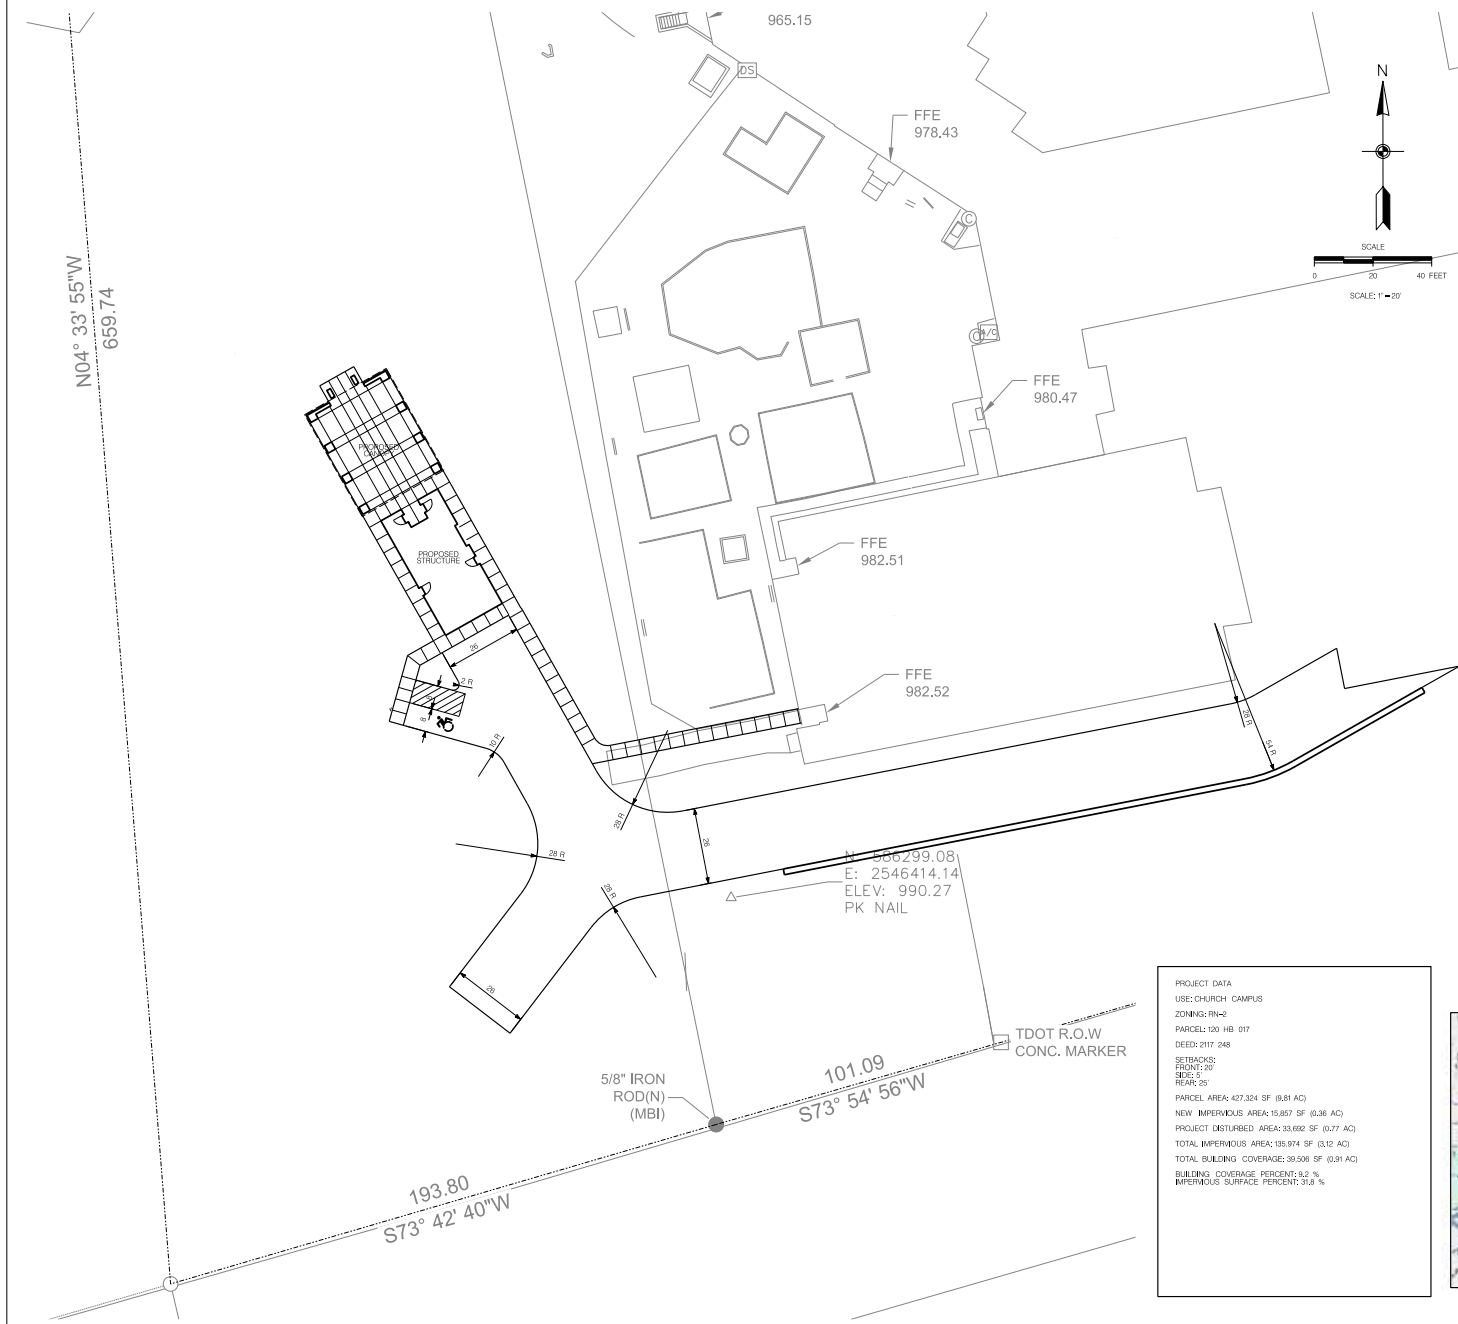 965.15
DS
N
FFE
978.43
C
SCALE
0 20 40 FEET
SCALE: 1" = 20'
N04° 33' 55"W
659.74
A/C
C
FFE
980.47
PROPOSED
CANOPY
PROPOSED
STRUCTURE
FFE
982.51
26
2 R
8
FFE
982.52
10 R
28 R
54 R
28 R
26
28 R
28 R
N: 586299.08
E: 2546414.14
ELEV: 990.27
PK NAIL
26
TDOT R.O.W
CONC. MARKER
5/8" IRON
ROD(N)
(MBI)
101.09
S73° 54' 56"W
193.80
S73° 42' 40"W
PROJECT DATA
USE: CHURCH CAMPUS
ZONING: RN-2
PARCEL: 120 HB 017
DEED: 2117 248
SETBACKS:
FRONT: 20'
SIDE: 5'
REAR: 25'
PARCEL AREA: 427,324 SF (9.81 AC)
NEW IMPERVIOUS AREA: 15,857 SF (0.36 AC)
PROJECT DISTURBED AREA: 33,692 SF (0.77 AC)
TOTAL IMPERVIOUS AREA: 135,974 SF (3.12 AC)
TOTAL BUILDING COVERAGE: 39,506 SF (0.91 AC)
BUILDING COVERAGE PERCENT: 9.2 %
IMPERVIOUS SURFACE PERCENT: 31.8 %